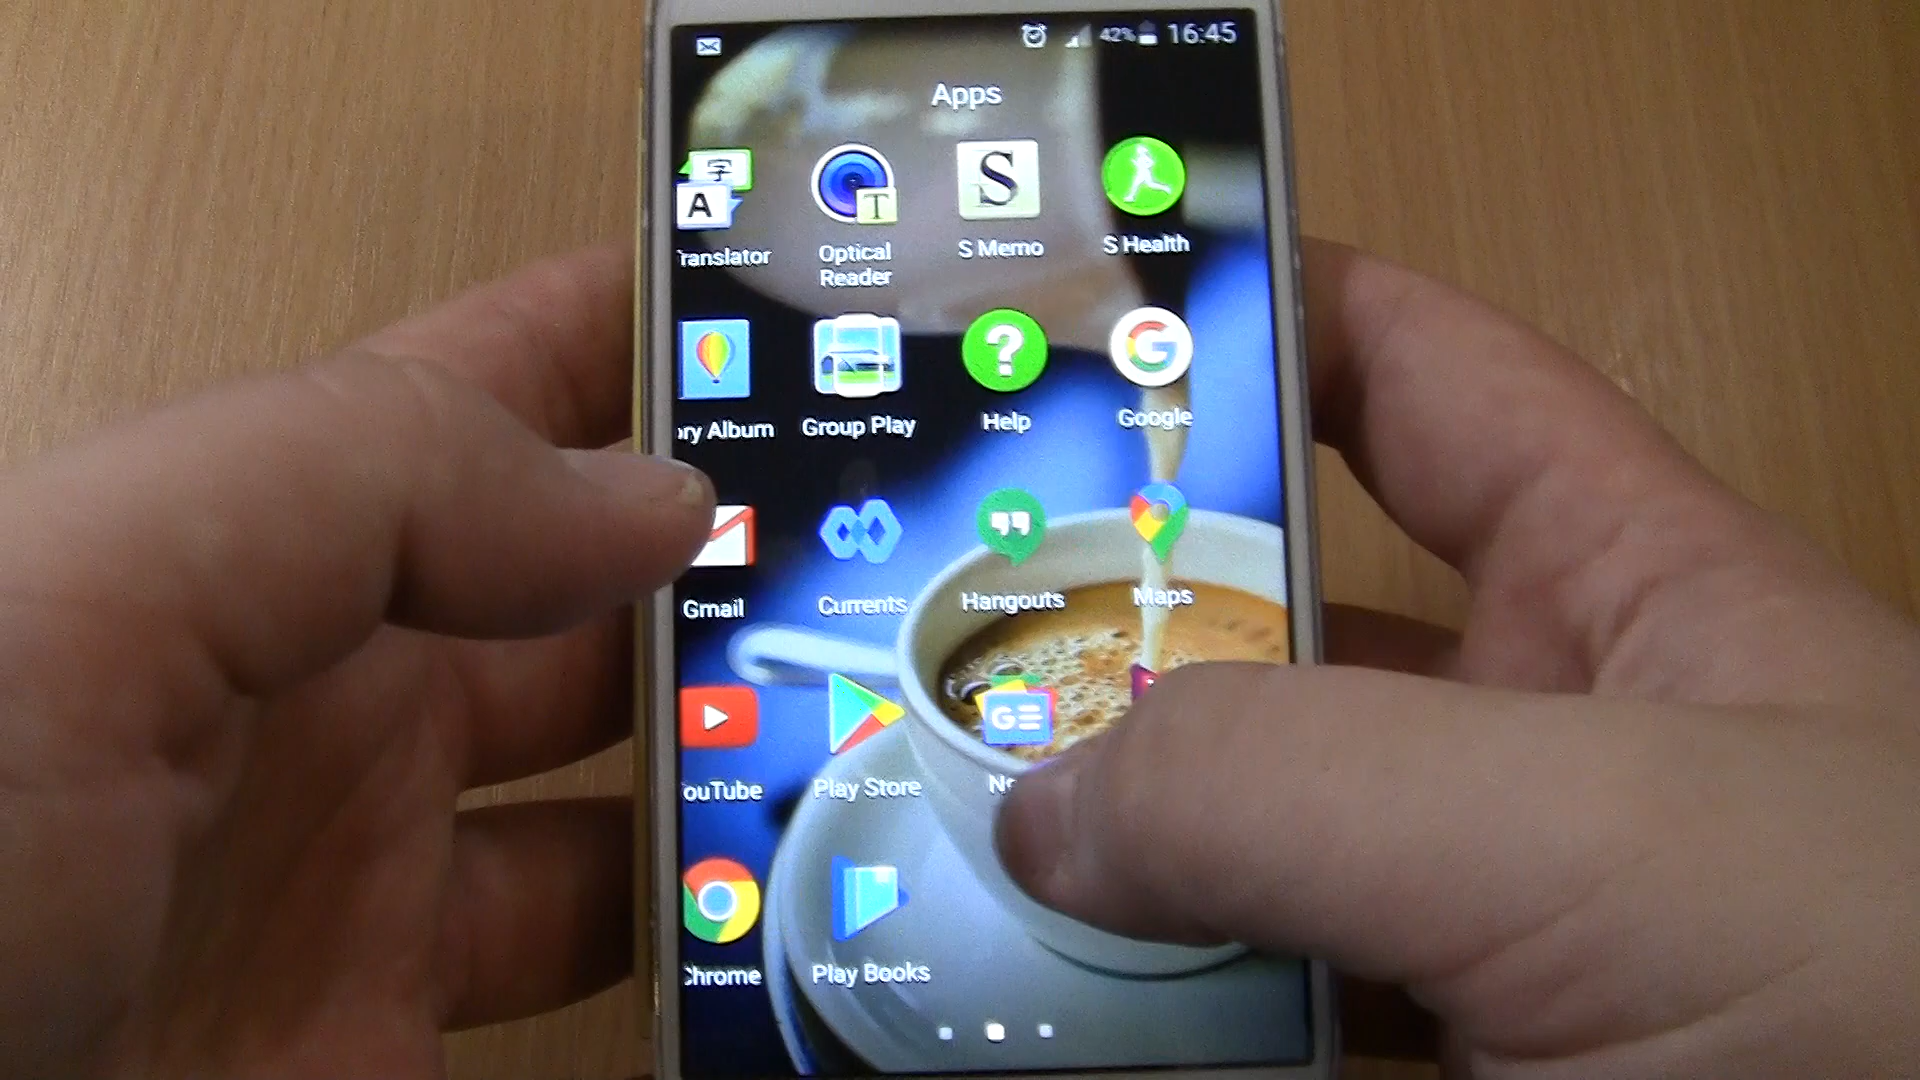 42% 16:45
Apps
字
A
T
S
ranslator
Optical
Reader
S Memo
S Health
?
G
ry Album
Group Play
Help
Google
Gmail
Currents
Hangouts
Maps
G
ouTube
Play Store
Chrome
Play Books